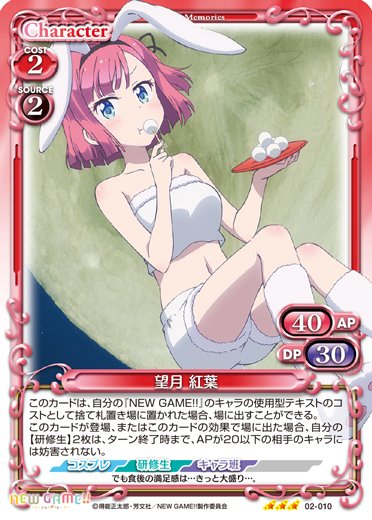 Memories
Character
COST
2
SOURCE
2
40 AP
DP 30
望月 紅葉
このカードは、自分の『NEW GAME!!』のキャラの使用型テキストのコ
ストとして捨て札置き場に置かれた場合、場に出すことができる。
このカードが登場、またはこのカードの効果で場に出た場合、自分の
【研修生】2枚は、ターン終了時まで、APが20以下の相手のキャラに
は妨害されない。
コスプレ 研修生 キャラ班
でも食後の満足感は…きっと大盛り…。
NEW GAME!!
©得能正太郎・芳文社／NEW GAME!!製作委員会
02-010